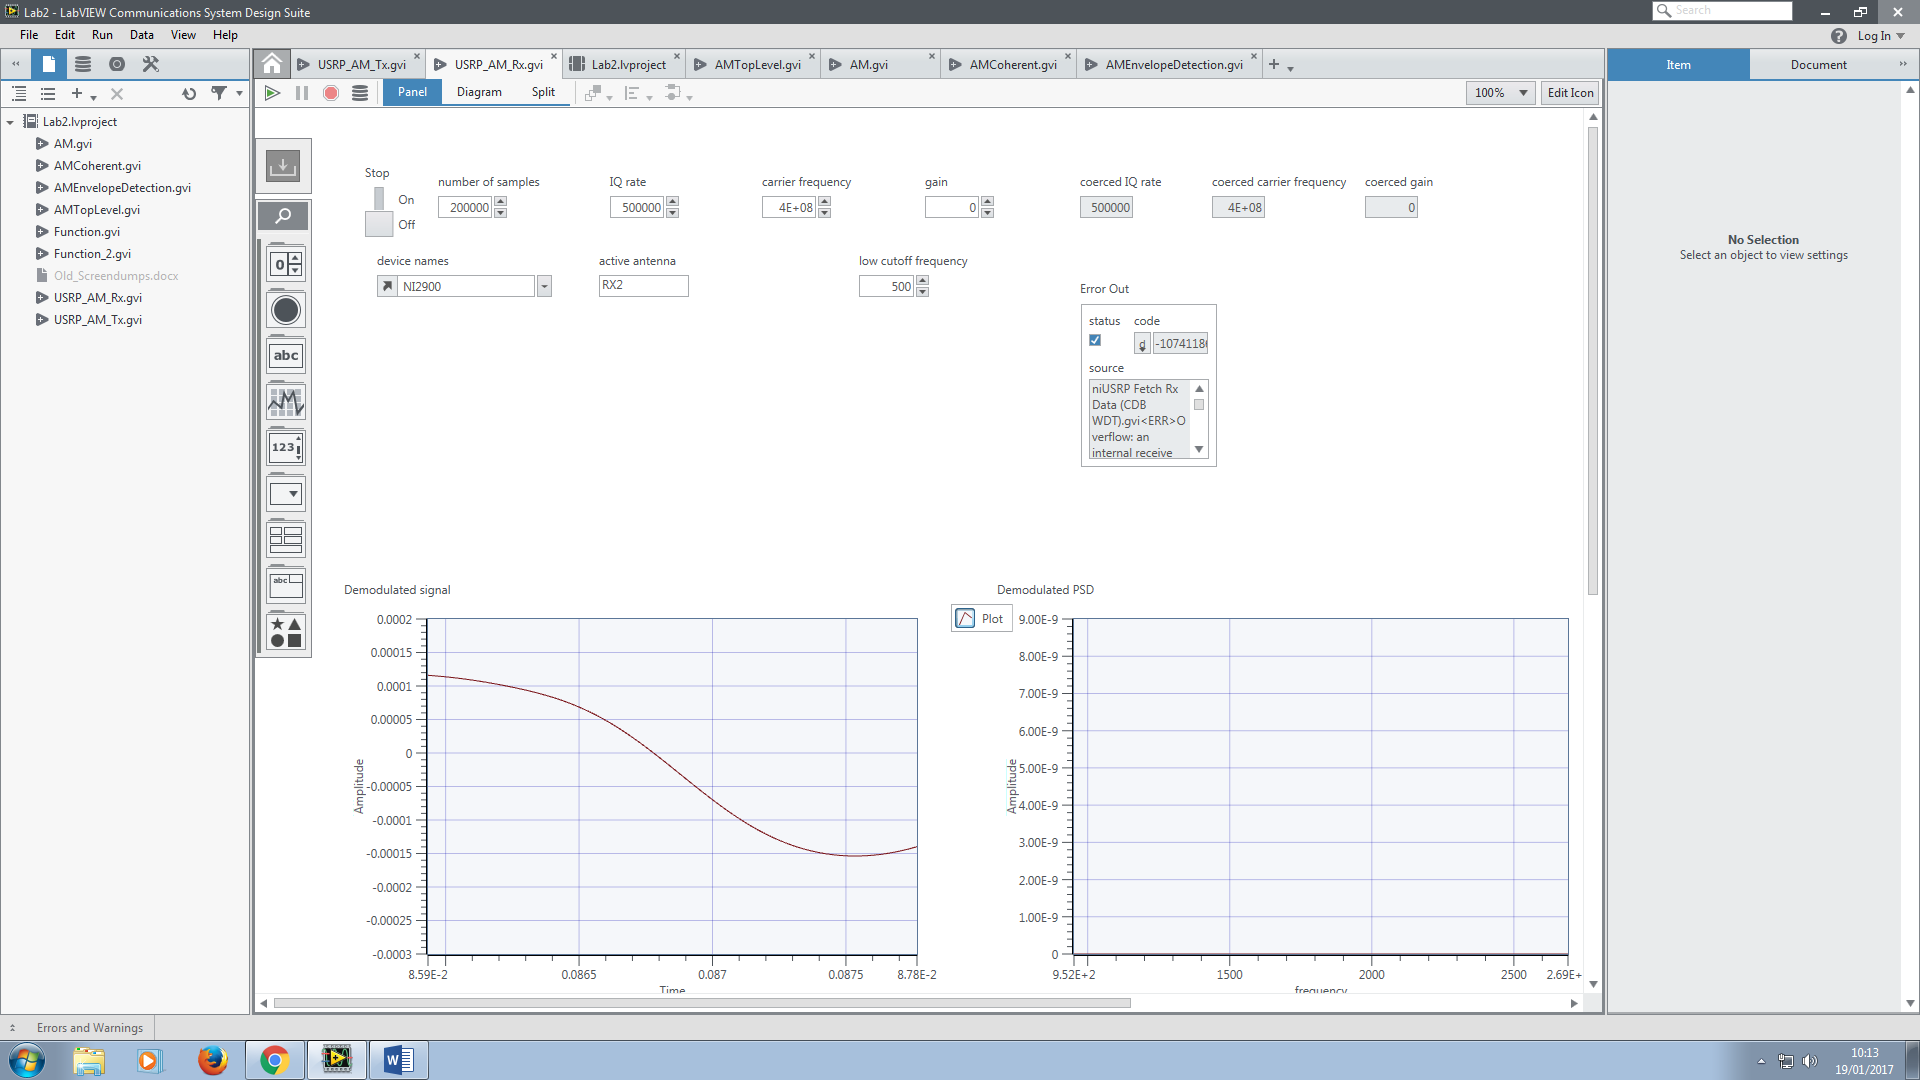 Lab2 - LabVIEW Communications System Design Suite
Search
File Edit Run Data View Help
Log In
USRP_AM_Tx.gvi
USRP_AM_Rx.gvi
Lab2.lvproject
AMTopLevel.gvi
AM.gvi
AMCoherent.gvi
AMEnvelopeDetection.gvi
Item
Document
Panel
Diagram
Split
100%
Edit Icon
Lab2.lvproject
AM.gvi
AMCoherent.gvi
AMEnvelopeDetection.gvi
AMTopLevel.gvi
Function.gvi
Function_2.gvi
Old_Screendumps.docx
USRP_AM_Rx.gvi
USRP_AM_Tx.gvi
0
abc
123
abc
Stop
On
Off
number of samples
200000
IQ rate
500000
carrier frequency
4E+08
gain
0
coerced IQ rate
500000
coerced carrier frequency
4E+08
coerced gain
0
device names
NI2900
active antenna
RX2
low cutoff frequency
500
Error Out
status
code
d
-10741180
source
niUSRP Fetch Rx
Data (CDB
WDT).gvi<ERR>O
verflow: an
internal receive
No Selection
Select an object to view settings
Demodulated signal
0.0002
0.00015
0.0001
0.00005
0
-0.00005
-0.0001
-0.00015
-0.0002
-0.00025
-0.0003
Amplitude
8.59E-2
0.0865
0.087
0.0875
8.78E-2
Time
Demodulated PSD
Plot
9.00E-9
8.00E-9
7.00E-9
6.00E-9
5.00E-9
4.00E-9
3.00E-9
2.00E-9
1.00E-9
0
Amplitude
9.52E+2
1500
2000
2500
2.69E+
frequency
Errors and Warnings
10:13
19/01/2017